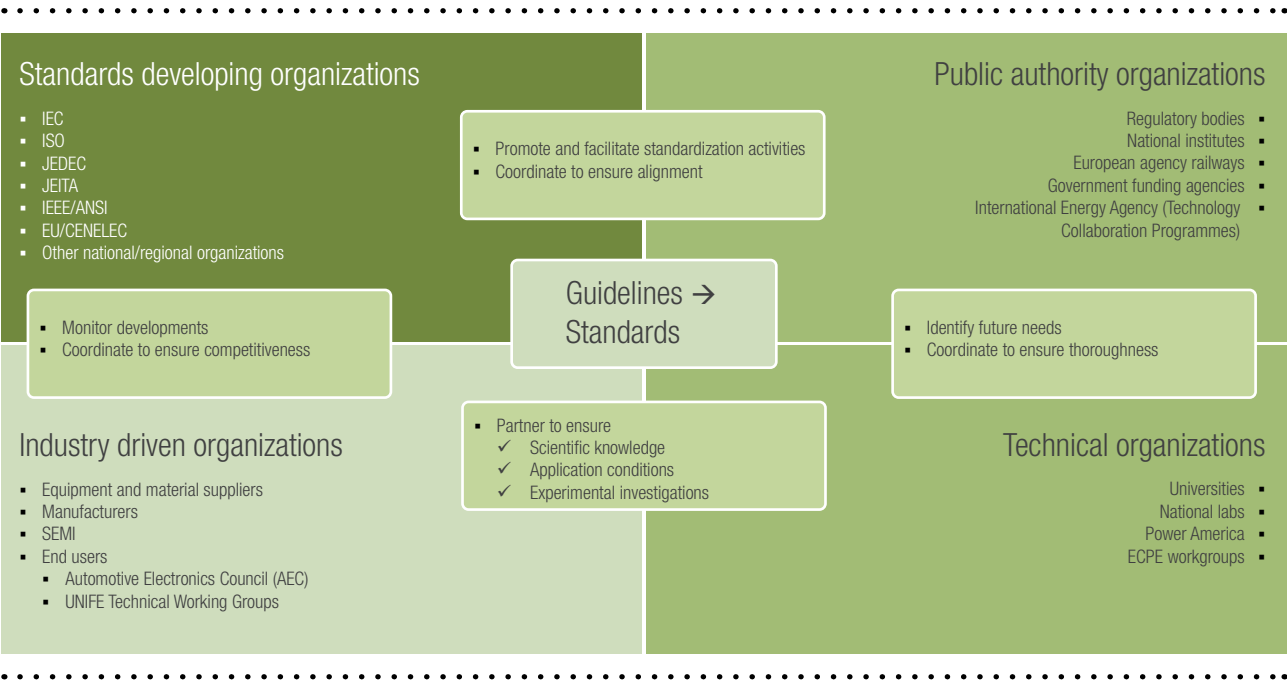 Standards developing organizations
IEC
ISO
JEDEC
JEITA
IEEE/ANSI
EU/CENELEC
Other national/regional organizations
Public authority organizations
Regulatory bodies
National institutes
European agency railways
Government funding agencies
International Energy Agency (Technology
Collaboration Programmes)
Promote and facilitate standardization activities
Coordinate to ensure alignment
Guidelines →
Standards
Monitor developments
Coordinate to ensure competitiveness
Identify future needs
Coordinate to ensure thoroughness
Partner to ensure
✓ Scientific knowledge
✓ Application conditions
✓ Experimental investigations
Industry driven organizations
Equipment and material suppliers
Manufacturers
SEMI
End users
Automotive Electronics Council (AEC)
UNIFE Technical Working Groups
Technical organizations
Universities
National labs
Power America
ECPE workgroups